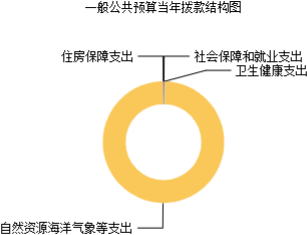 一般公共预算当年拨款结构图
住房保障支出
社会保障和就业支出
卫生健康支出
自然资源海洋气象等支出